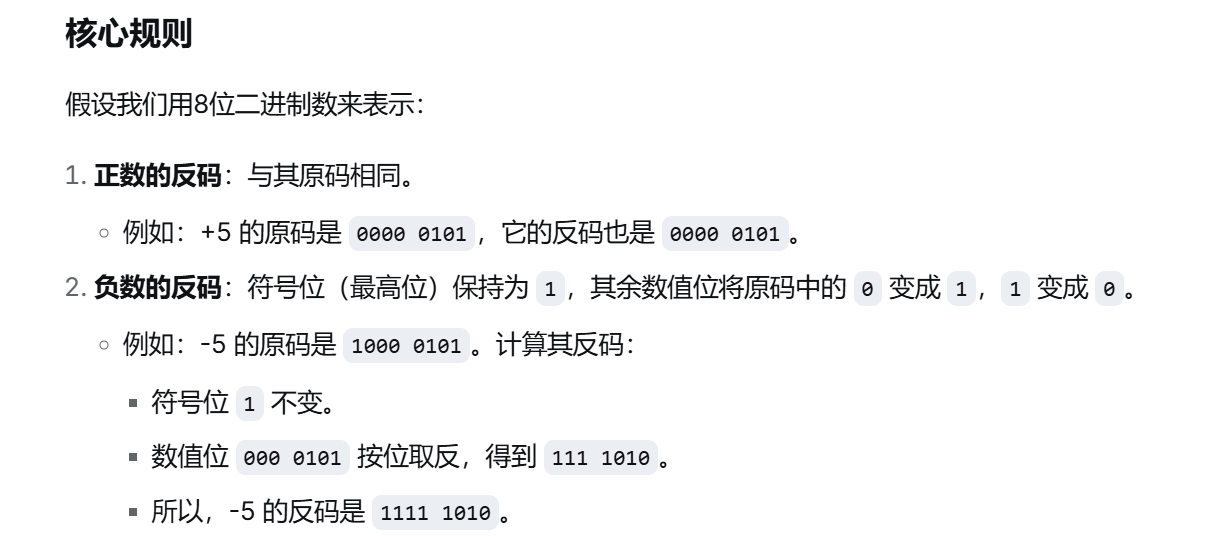 核心规则
假设我们用8位二进制数来表示：
1. 正数的反码：与其原码相同。
○ 例如：+5 的原码是 0000 0101，它的反码也是 0000 0101。
2. 负数的反码：符号位（最高位）保持为 1，其余数值位将原码中的 0 变成 1，1 变成 0。
○ 例如：-5 的原码是 1000 0101。计算其反码：
▪ 符号位 1 不变。
▪ 数值位 000 0101 按位取反，得到 111 1010。
▪ 所以，-5 的反码是 1111 1010。